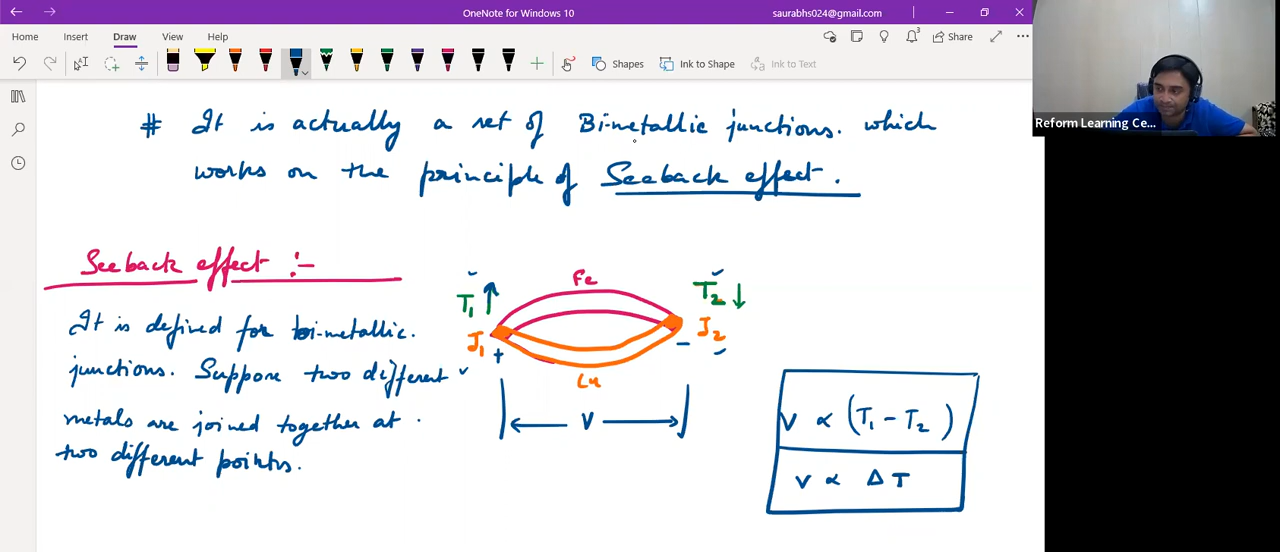 OneNote for Windows 10
saurabhs024@gmail.com
Home
Insert
Draw
View
Help
Share
Shapes
Ink to Shape
Ink to Text
Reform Learning Ce...
# It is actually a set of Bi-metallic junctions. which
works on the principle of Seeback effect.
Seeback effect :-
It is defined for bi-metallic.
junctions. Suppose two different
metals are joined together at
two different points.
Fe
T1 ↑
T2 ↓
J1
J2
+
-
Cu
V
V ∝ (T1 - T2)
V ∝ Δ T